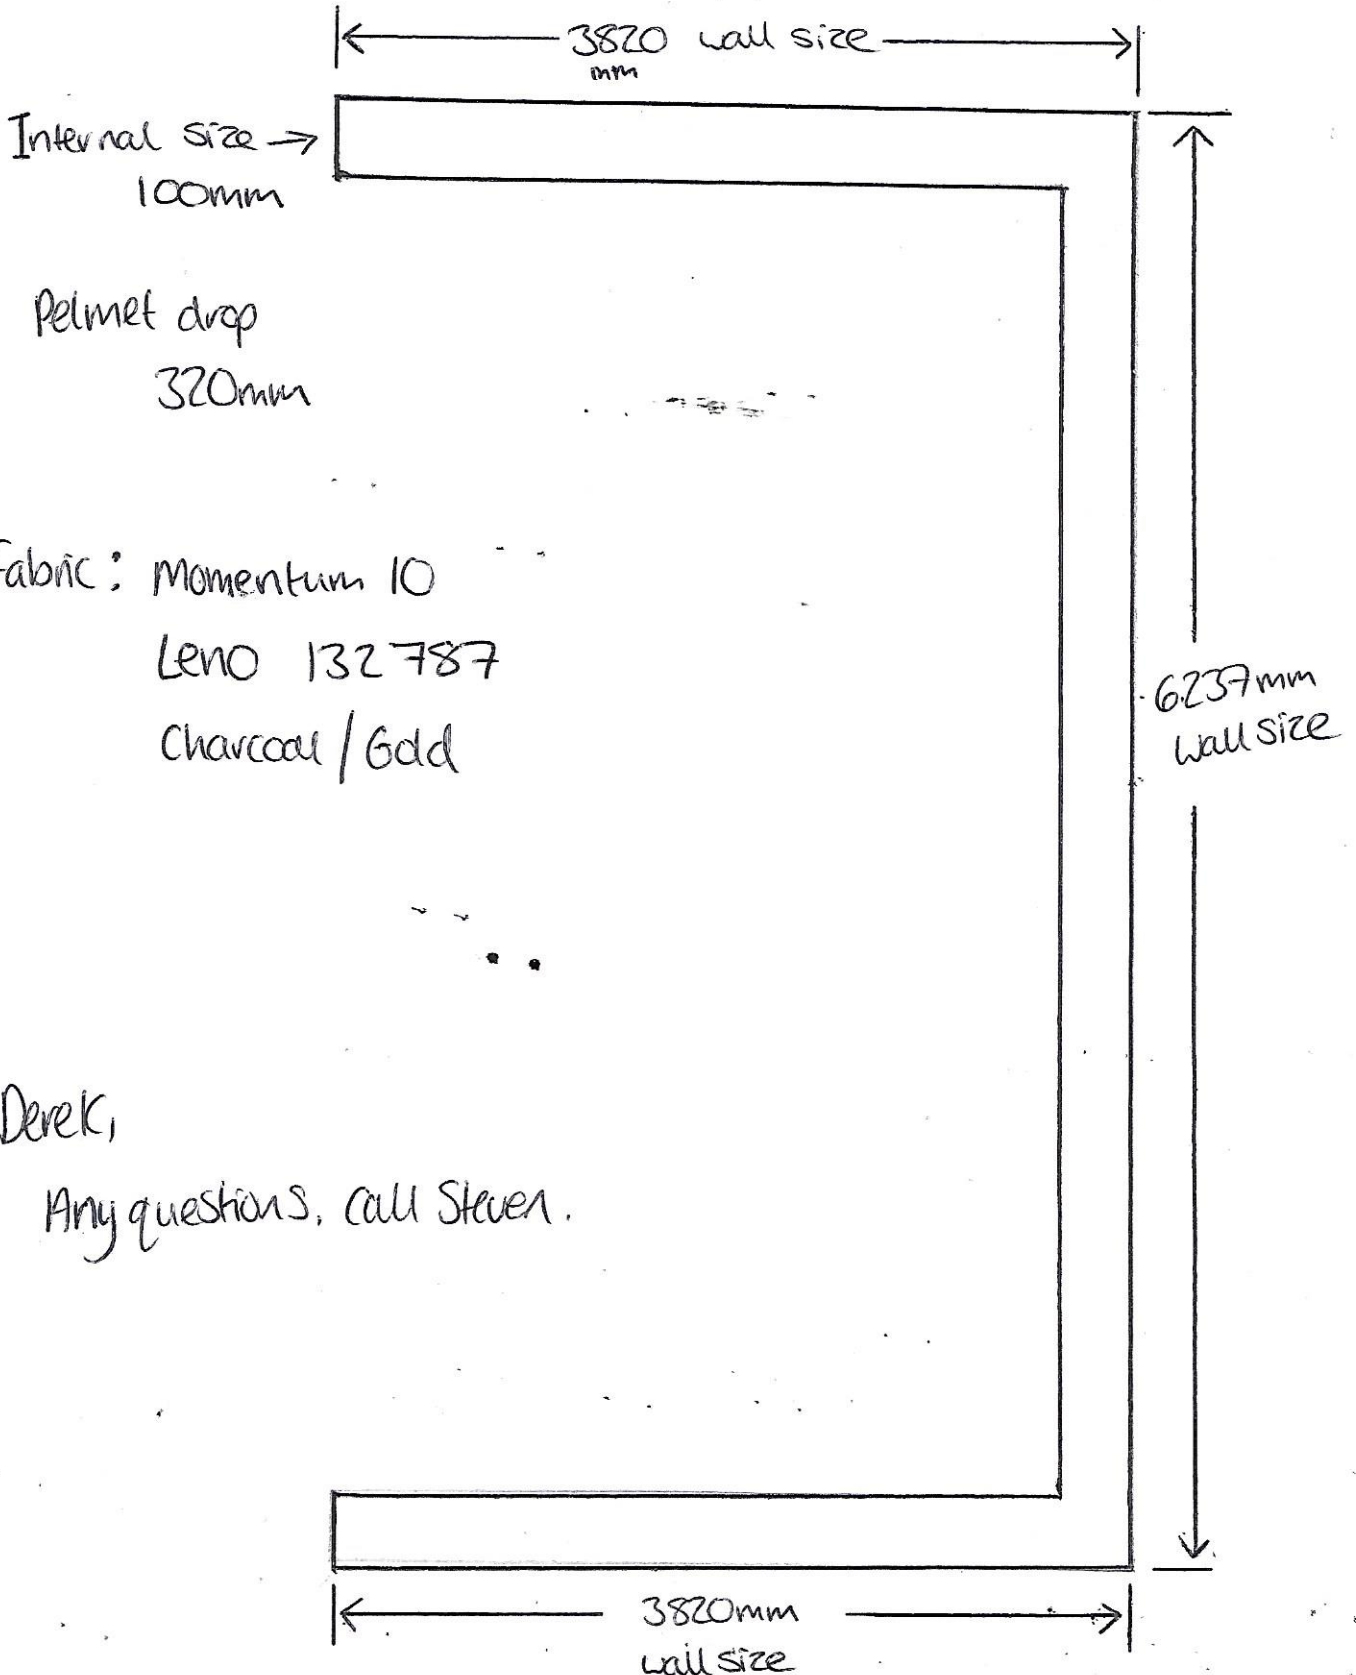 3820 wall size
mm
Internal size →
100mm
Pelmet drop
320mm
Fabric: Momentum 10
Leno 132787
Charcoal / Gold
6237mm
wall size
Derek,
Any questions, call Steven.
3820mm
wall size